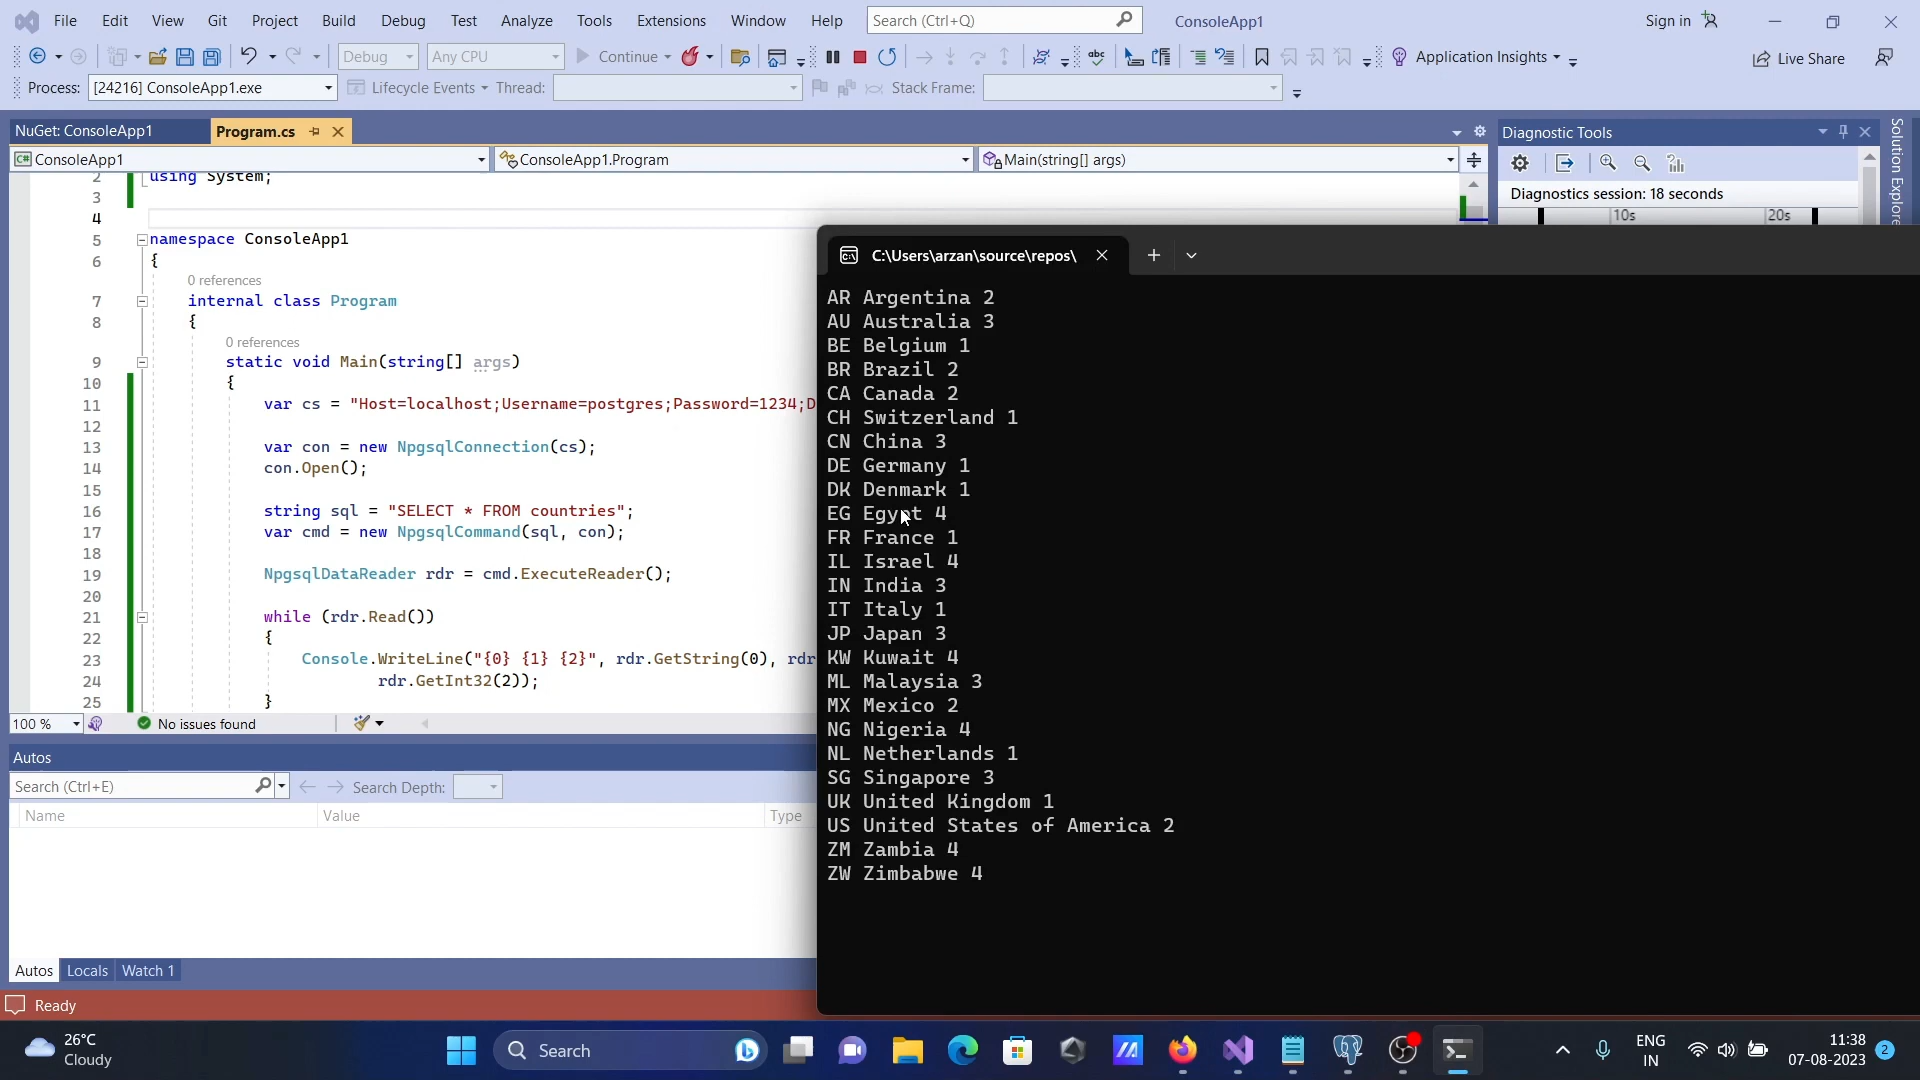 File Edit View Git Project Build Debug Test Analyze Tools Extensions Window Help Search (Ctrl+Q) ConsoleApp1 Sign in
Debug Any CPU Continue abc Application Insights Live Share
Process: [24216] ConsoleApp1.exe Lifecycle Events Thread: Stack Frame:
NuGet: ConsoleApp1 Program.cs Diagnostic Tools
C# ConsoleApp1 ConsoleApp1.Program Main(string[] args)
Diagnostics session: 18 seconds
10s 20s
Solution Explore
2 using System;
3
4
5 namespace ConsoleApp1
6 {
0 references
7 internal class Program
8 {
0 references
9 static void Main(string[] args)
10 {
11 var cs = "Host=localhost;Username=postgres;Password=1234;D
12
13 var con = new NpgsqlConnection(cs);
14 con.Open();
15
16 string sql = "SELECT * FROM countries";
17 var cmd = new NpgsqlCommand(sql, con);
18
19 NpgsqlDataReader rdr = cmd.ExecuteReader();
20
21 while (rdr.Read())
22 {
23 Console.WriteLine("{0} {1} {2}", rdr.GetString(0), rdr
24 rdr.GetInt32(2));
25 }
100 % No issues found
C:\Users\arzan\source\repos\
AR Argentina 2
AU Australia 3
BE Belgium 1
BR Brazil 2
CA Canada 2
CH Switzerland 1
CN China 3
DE Germany 1
DK Denmark 1
EG Egypt 4
FR France 1
IL Israel 4
IN India 3
IT Italy 1
JP Japan 3
KW Kuwait 4
ML Malaysia 3
MX Mexico 2
NG Nigeria 4
NL Netherlands 1
SG Singapore 3
UK United Kingdom 1
US United States of America 2
ZM Zambia 4
ZW Zimbabwe 4
Autos
Search (Ctrl+E) Search Depth:
Name Value Type
Autos Locals Watch 1
Ready
26°C
Cloudy
Search
ENG
IN
11:38
07-08-2023
2